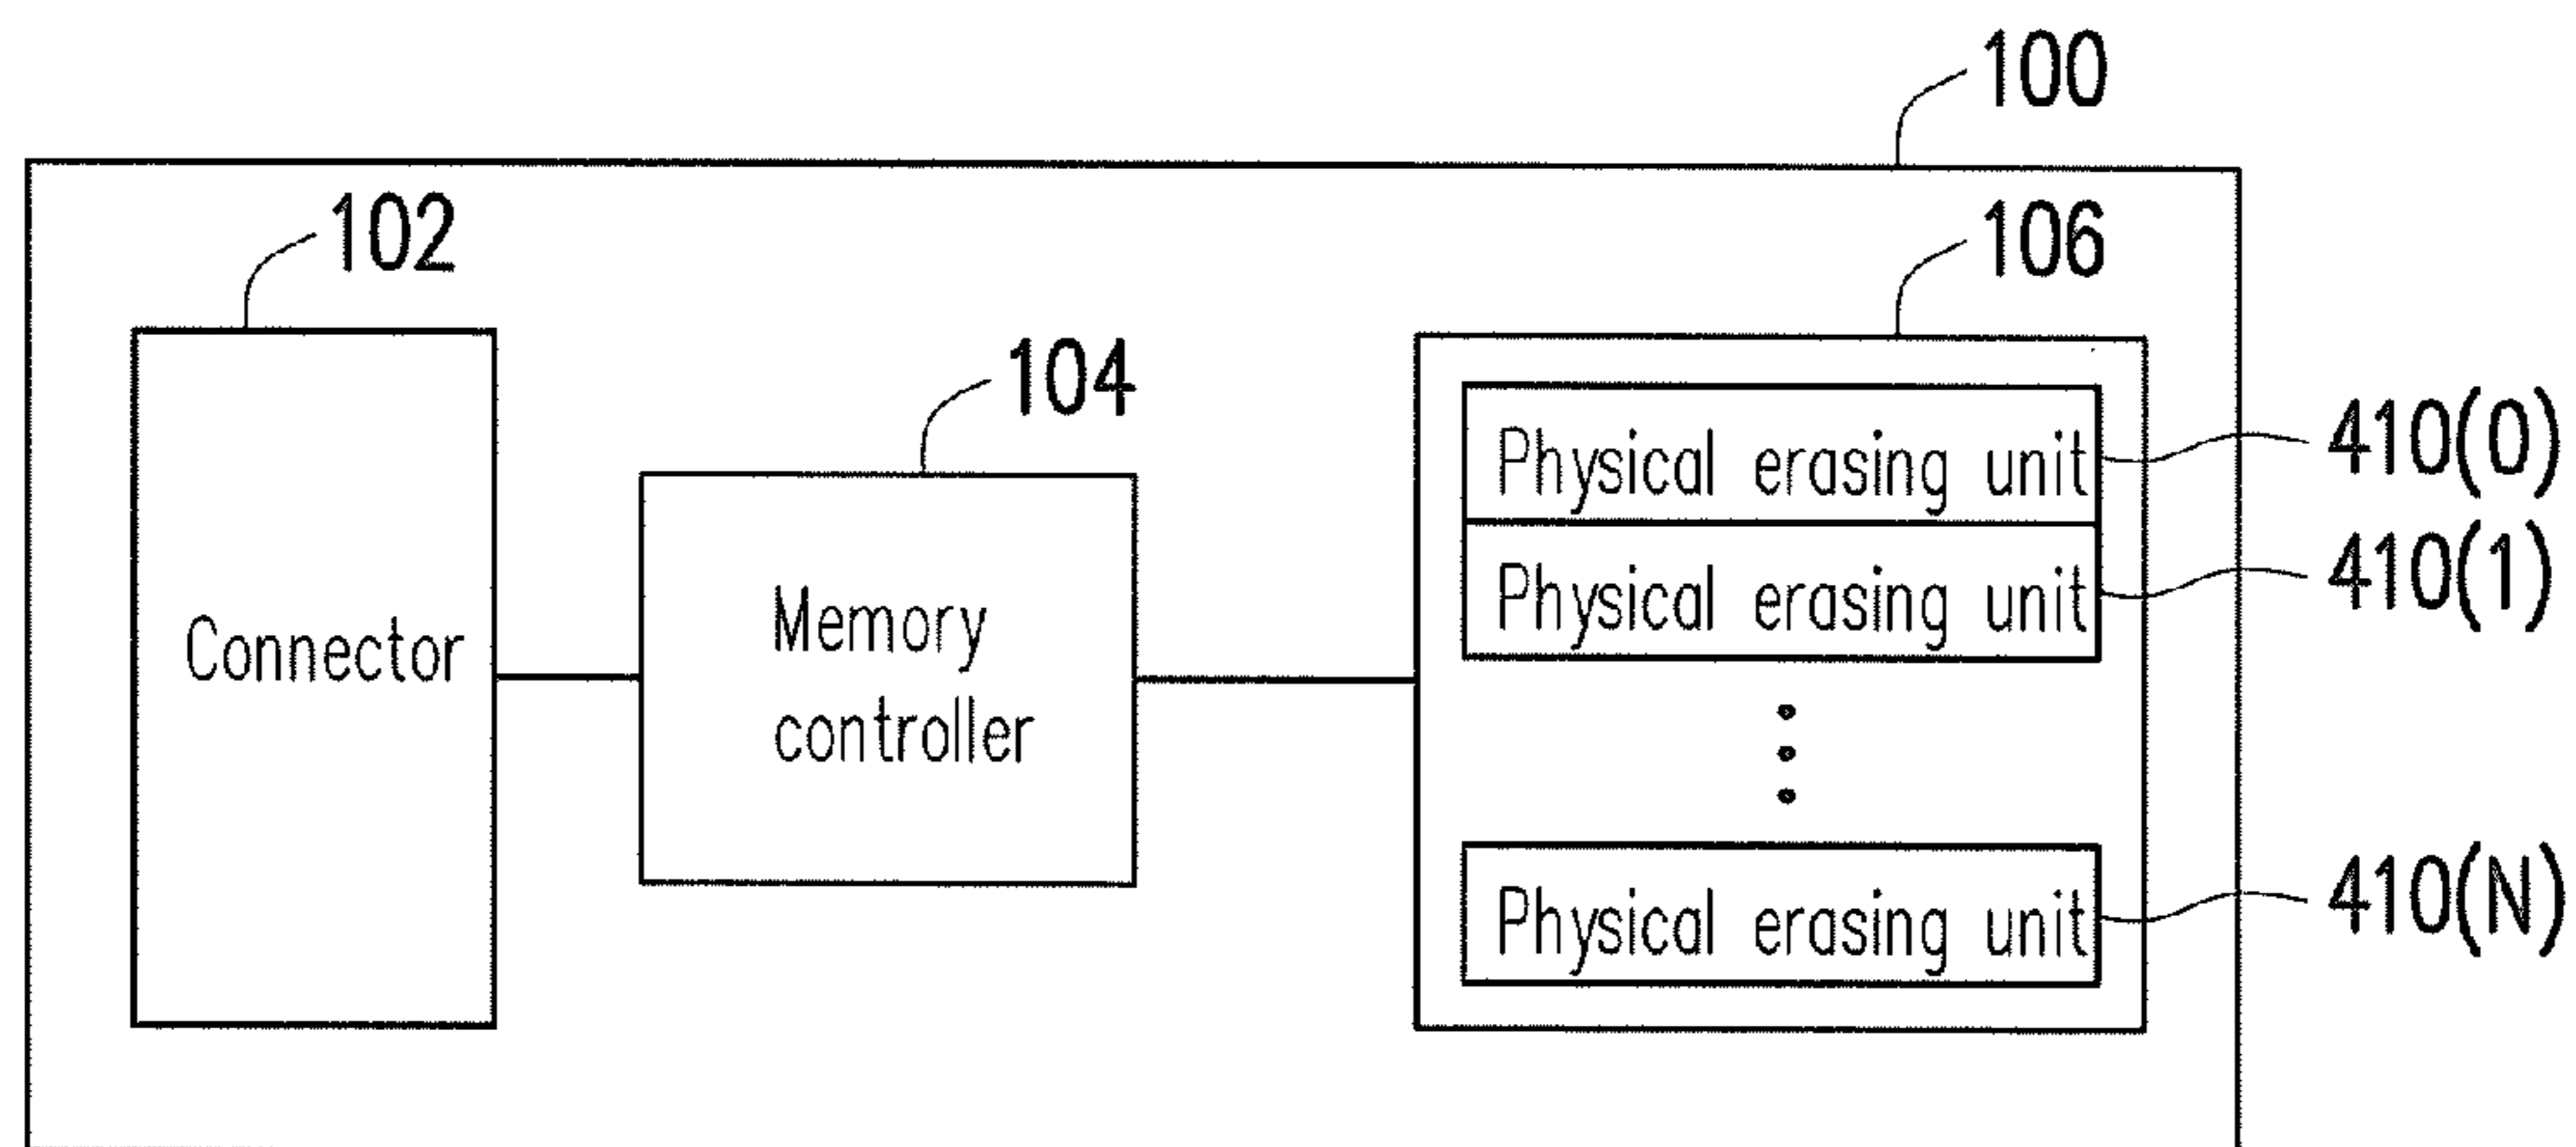 100
102
106
104
Physical erasing unit
410(0)
Physical erasing unit
410(1)
Connector
Memory
controller
Physical erasing unit
410(N)